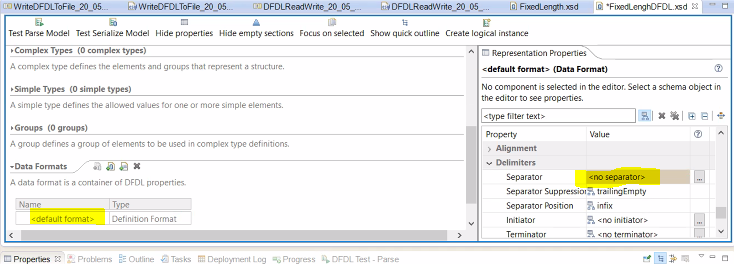 WriteDFDLToFile_20_05...
WriteDFDLToFile_20_05...
DFDLReadWrite_20_05_...
DFDLReadWrite_20_05_...
FixedLength.xsd
*FixedLenghDFDL.xsd
Test Parse Model
Test Serialize Model
Hide properties
Hide empty sections
Focus on selected
Show quick outline
Create logical instance
Complex Types (0 complex types)
A complex type defines the elements and groups that represent a structure.
Simple Types (0 simple types)
A simple type defines the allowed values for one or more simple elements.
Groups (0 groups)
A group defines a group of elements to be used in complex type definitions.
Data Formats
A data format is a container of DFDL properties.
Name Type
<default format> Definition Format
Representation Properties
<default format> (Data Format)
No component is selected in the editor. Select a schema object in the editor to see properties.
<type filter text>
Property Value
Alignment
Delimiters
Separator <no separator>
Separator Suppression trailingEmpty
Separator Position infix
Initiator <no initiator>
Terminator <no terminator>
Properties
Problems
Outline
Tasks
Deployment Log
Progress
DFDL Test - Parse